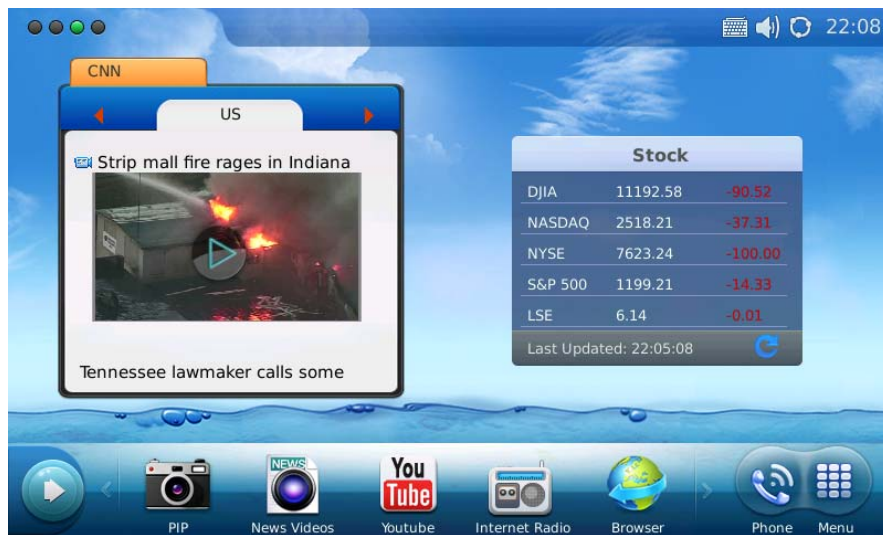 22:08
CNN
US
Strip mall fire rages in Indiana
Tennessee lawmaker calls some
Stock
DJIA 11192.58 -90.52
NASDAQ 2518.21 -37.31
NYSE 7623.24 -100.00
S&P 500 1199.21 -14.33
LSE 6.14 -0.01
Last Updated: 22:05:08
NEWS
You
Tube
PIP
News Videos
Youtube
Internet Radio
Browser
Phone
Menu